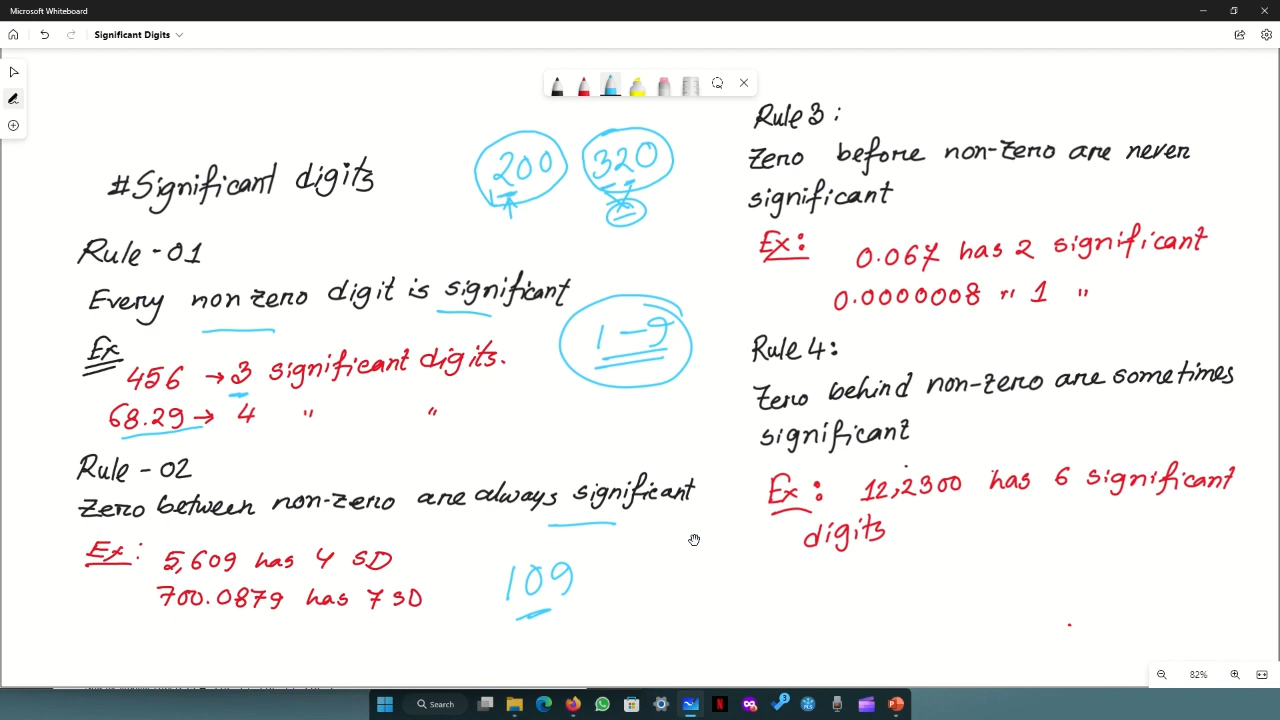 Microsoft Whiteboard
Significant Digits
#Significant digits
200 320
Rule - 01
Every non zero digit is significant
Ex
456 → 3 significant digits.
68.29 → 4 " "
1-9
Rule - 02
Zero between non-zero are always significant
Ex: 5,609 has 4 SD
700.0879 has 7 SD
109
Rule 3:
Zero before non-zero are never
significant
Ex: 0.067 has 2 significant
0.0000008 " 1 "
Rule 4:
Zero behind non-zero are sometimes
significant
Ex: 12,2300 has 6 significant
digits
82%
Search
3